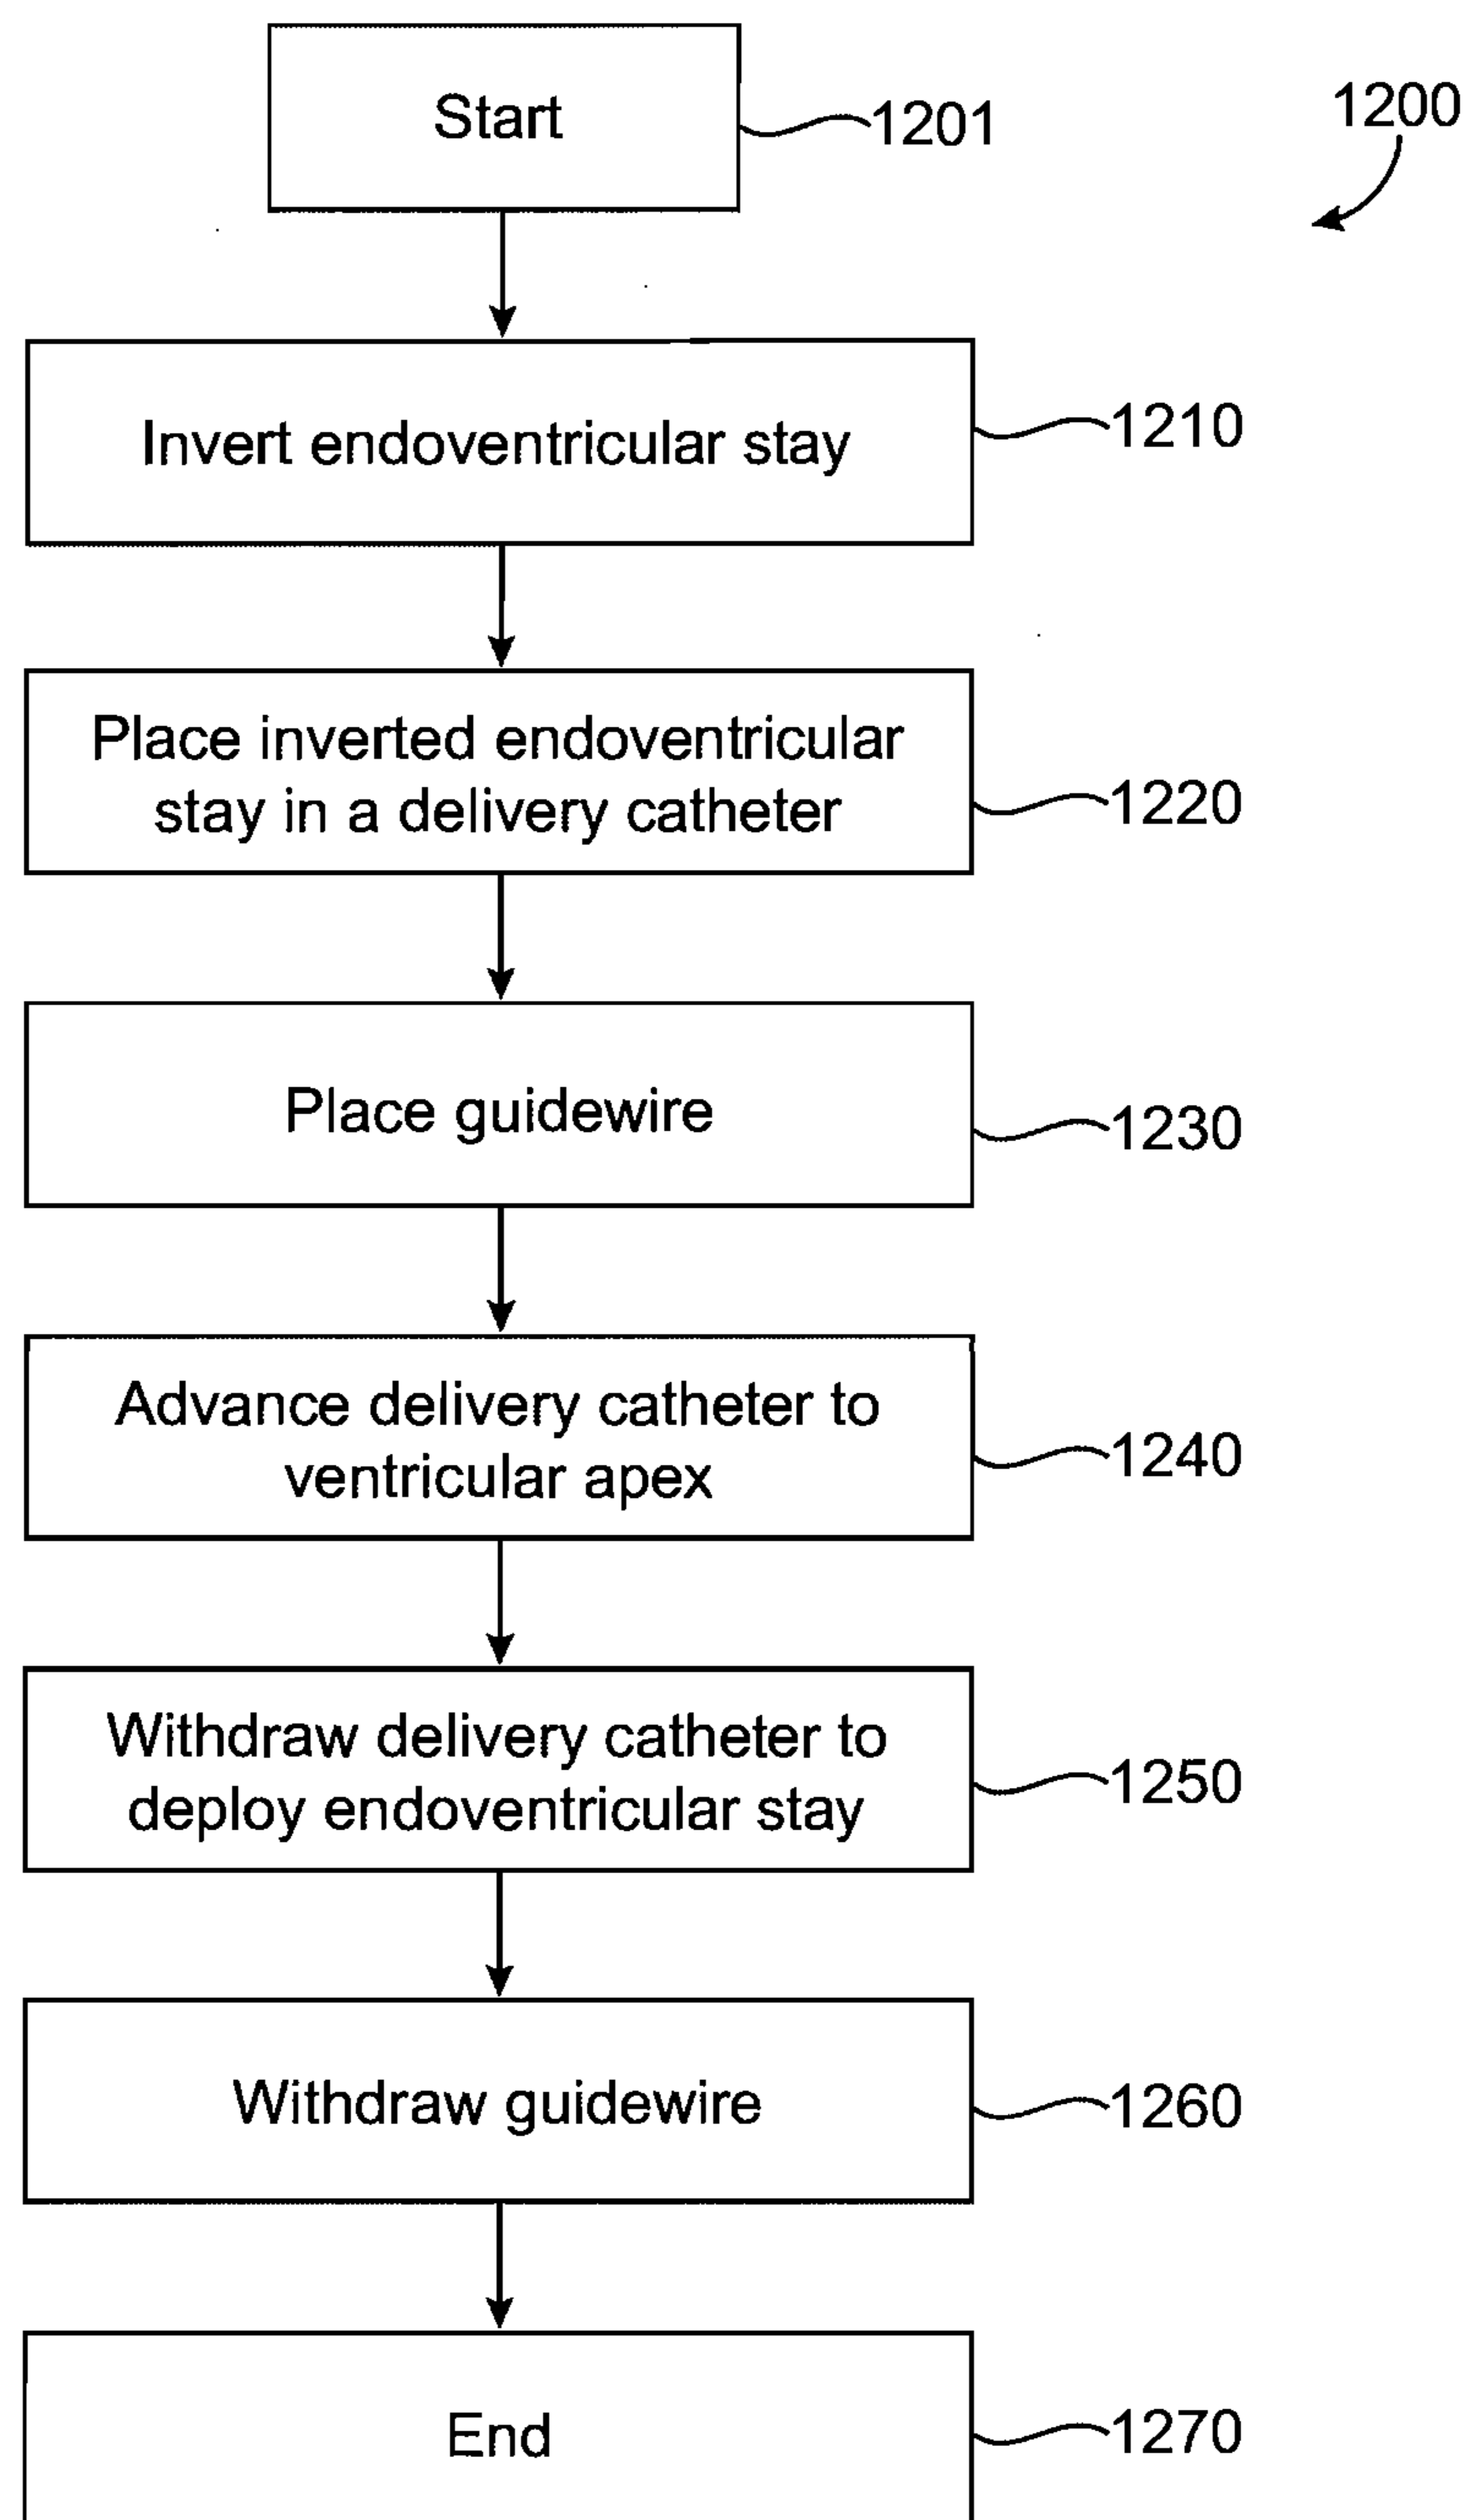 Start
1201
1200
Invert endoventricular stay
1210
Place inverted endoventricular
stay in a delivery catheter
1220
Place guidewire
1230
Advance delivery catheter to
ventricular apex
1240
Withdraw delivery catheter to
deploy endoventricular stay
1250
Withdraw guidewire
1260
End
1270